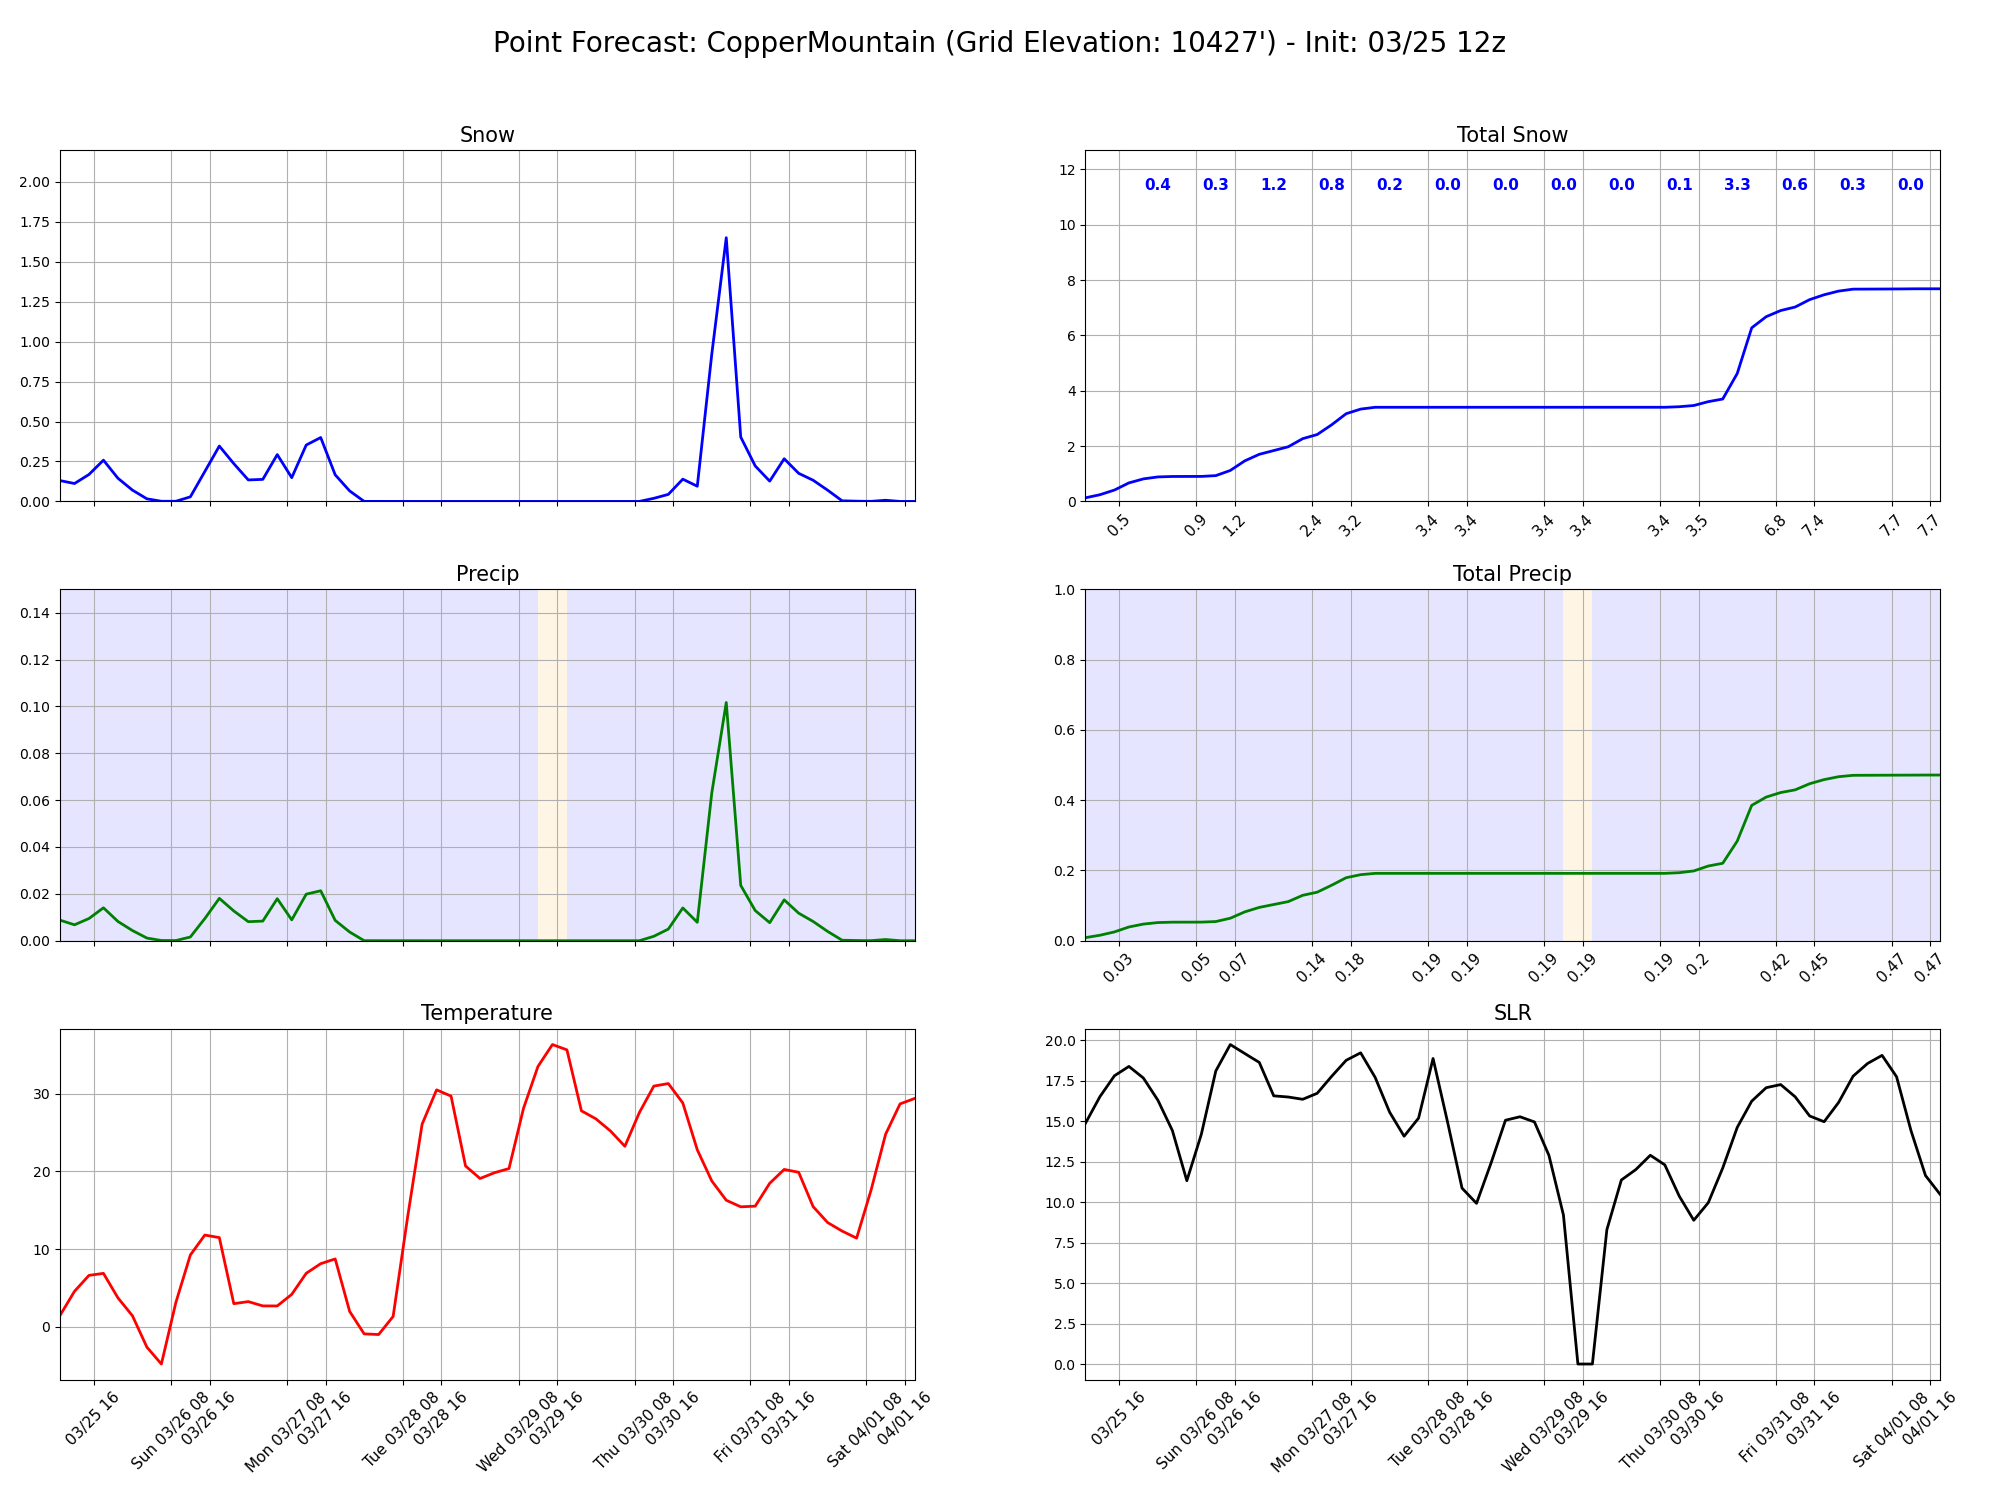 Point Forecast: CopperMountain (Grid Elevation: 10427') - Init: 03/25 12z
Snow
2.00
1.75
1.50
1.25
1.00
0.75
0.50
0.25
0.00
Total Snow
12
10
8
6
4
2
0
0.4 0.3 1.2 0.8 0.2 0.0 0.0 0.0 0.0 0.1 3.3 0.6 0.3 0.0
0.5 0.9 1.2 2.4 3.2 3.4 3.4 3.4 3.4 3.4 3.5 6.8 7.4 7.7 7.7
Precip
0.14
0.12
0.10
0.08
0.06
0.04
0.02
0.00
Total Precip
1.0
0.8
0.6
0.4
0.2
0.0
0.03 0.05 0.07 0.14 0.18 0.19 0.19 0.19 0.19 0.19 0.2 0.42 0.45 0.47 0.47
Temperature
30
20
10
0
03/25 16
Sun 03/26 08
03/26 16
Mon 03/27 08
03/27 16
Tue 03/28 08
03/28 16
Wed 03/29 08
03/29 16
Thu 03/30 08
03/30 16
Fri 03/31 08
03/31 16
Sat 04/01 08
04/01 16
SLR
20.0
17.5
15.0
12.5
10.0
7.5
5.0
2.5
0.0
03/25 16
Sun 03/26 08
03/26 16
Mon 03/27 08
03/27 16
Tue 03/28 08
03/28 16
Wed 03/29 08
03/29 16
Thu 03/30 08
03/30 16
Fri 03/31 08
03/31 16
Sat 04/01 08
04/01 16